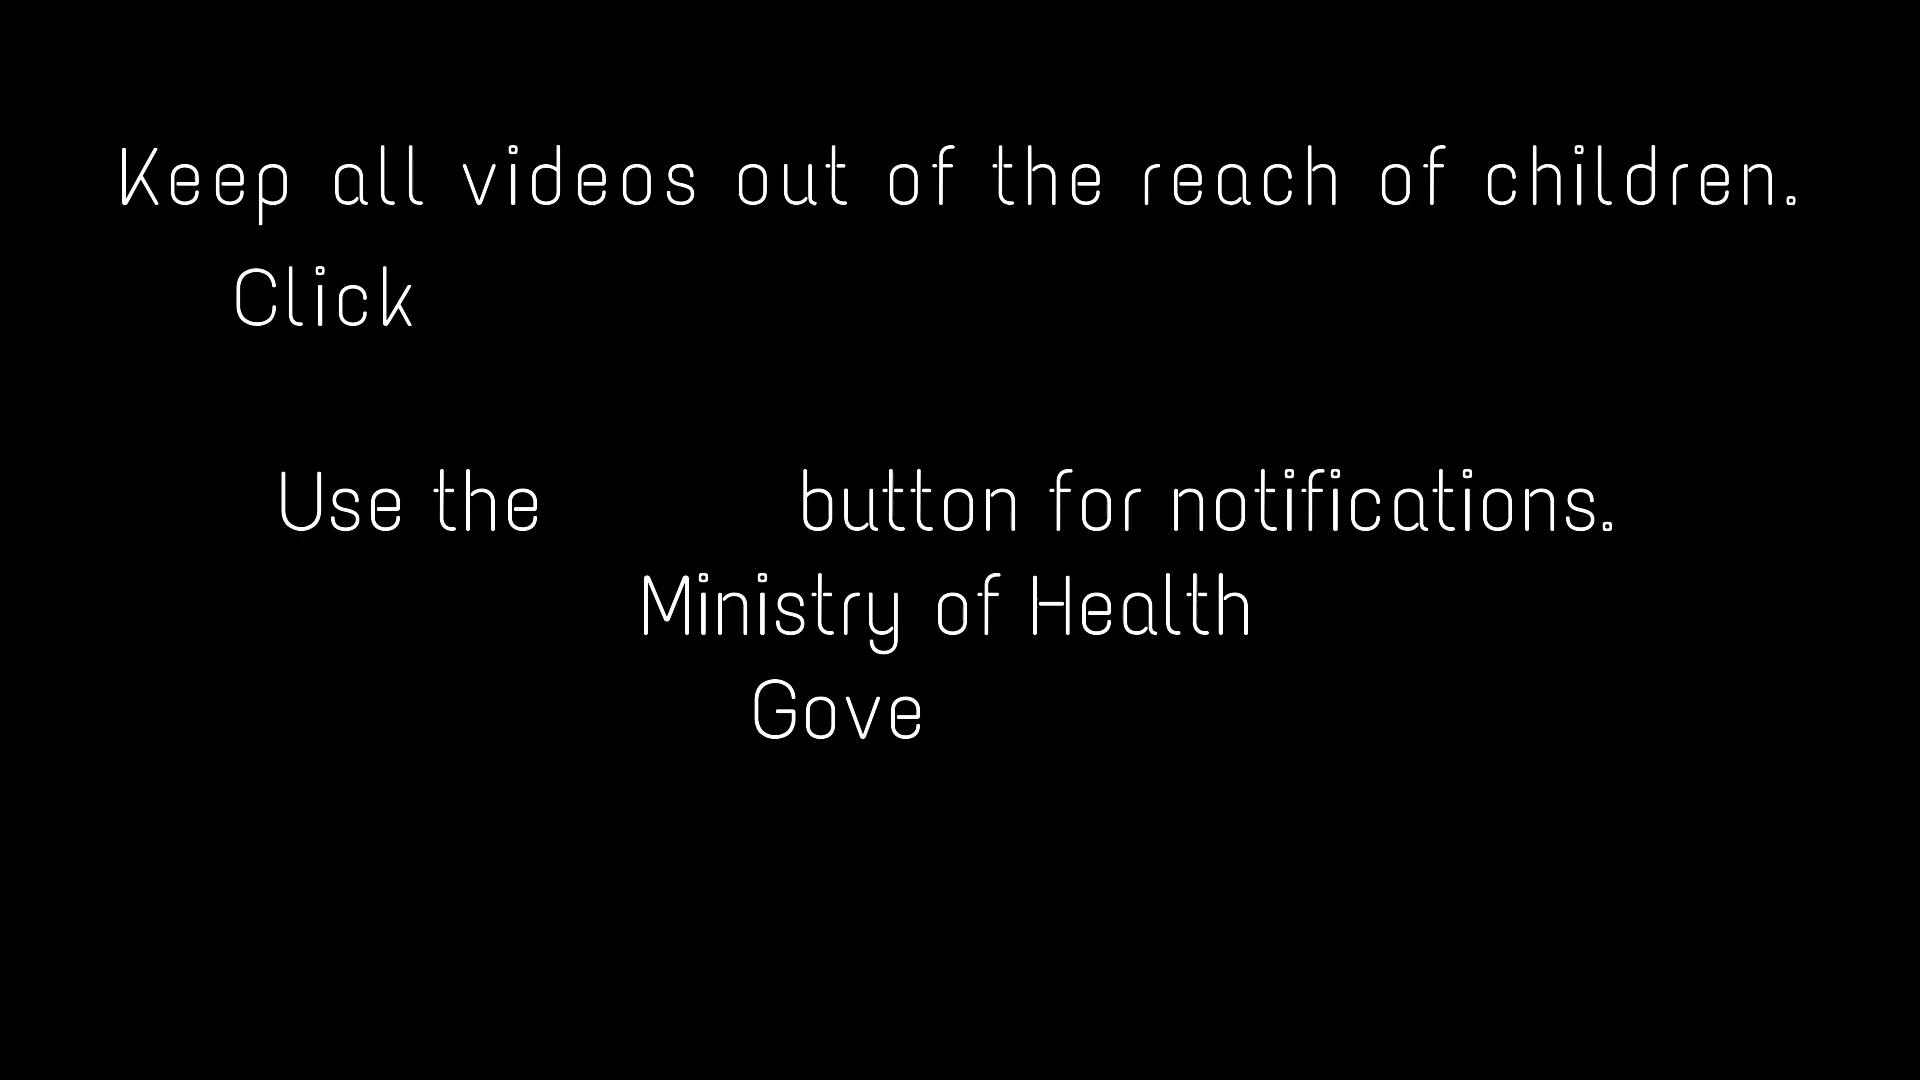 Keep all videos out of the reach of children.
Click
Use the button for notifications.
Ministry of Health
Gove